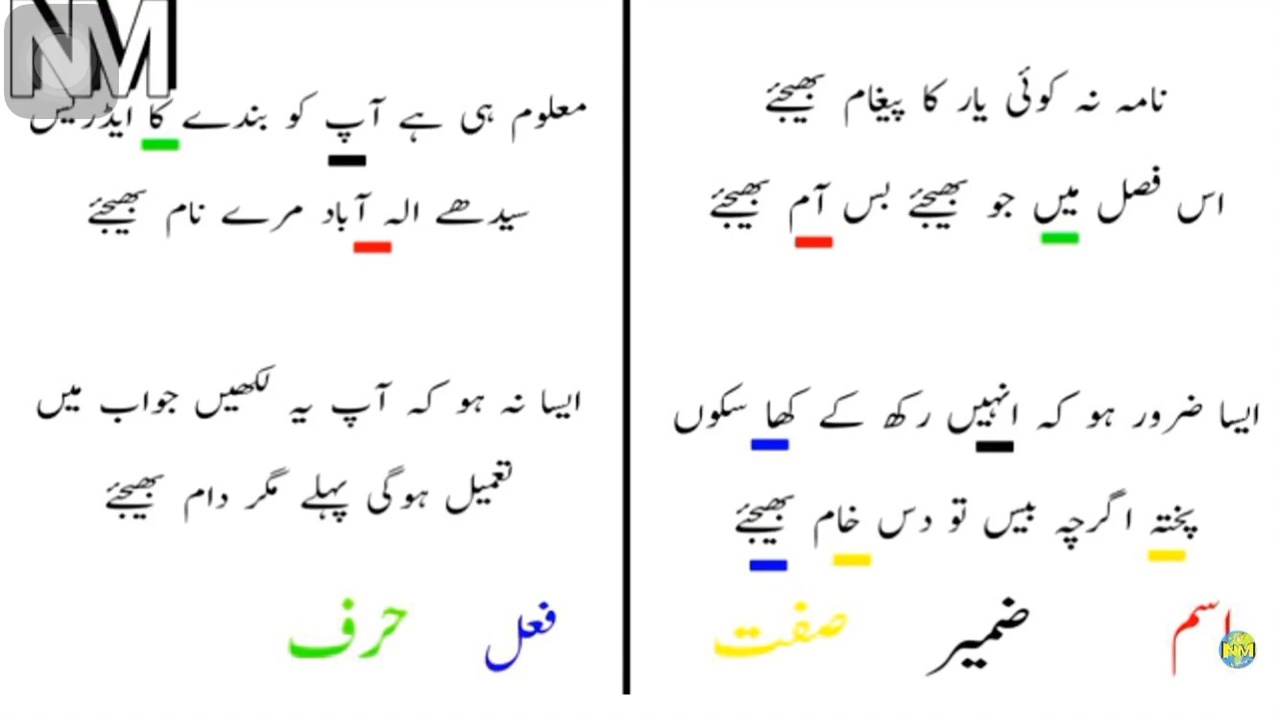 NM
نامہ نہ کوئی یار کا پیغام بھیجئے
اس فصل میں جو بھیجئے بس آم بھیجئے
ایسا ضرور ہو کہ انہیں رکھ کے کھا سکوں
پختہ اگرچہ بیس تو دس خام بھیجئے
معلوم ہی ہے آپ کو بندے کا ایڈریس
سیدھے الہ آباد مرے نام بھیجئے
ایسا نہ ہو کہ آپ یہ لکھیں جواب میں
تعمیل ہوگی پہلے مگر دام بھیجئے
اسم ضمیر صفت فعل حرف
NM